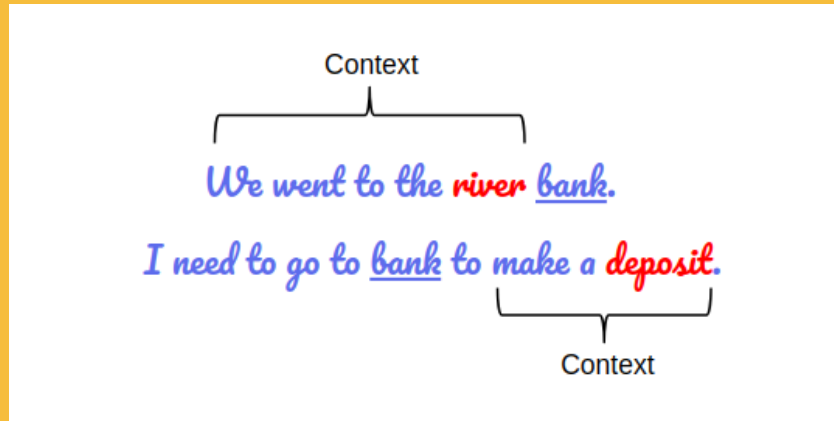 Context
We went to the river bank.
I need to go to bank to make a deposit.
Context